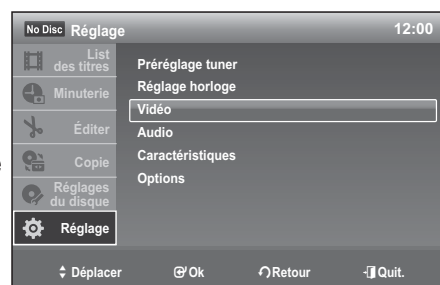 No Disc Réglage 12:00
List
des titres
Minuterie
Éditer
Copie
Réglages
du disque
Réglage
Préréglage tuner
Réglage horloge
Vidéo
Audio
Caractéristiques
Options
Déplacer Ok Retour Quit.